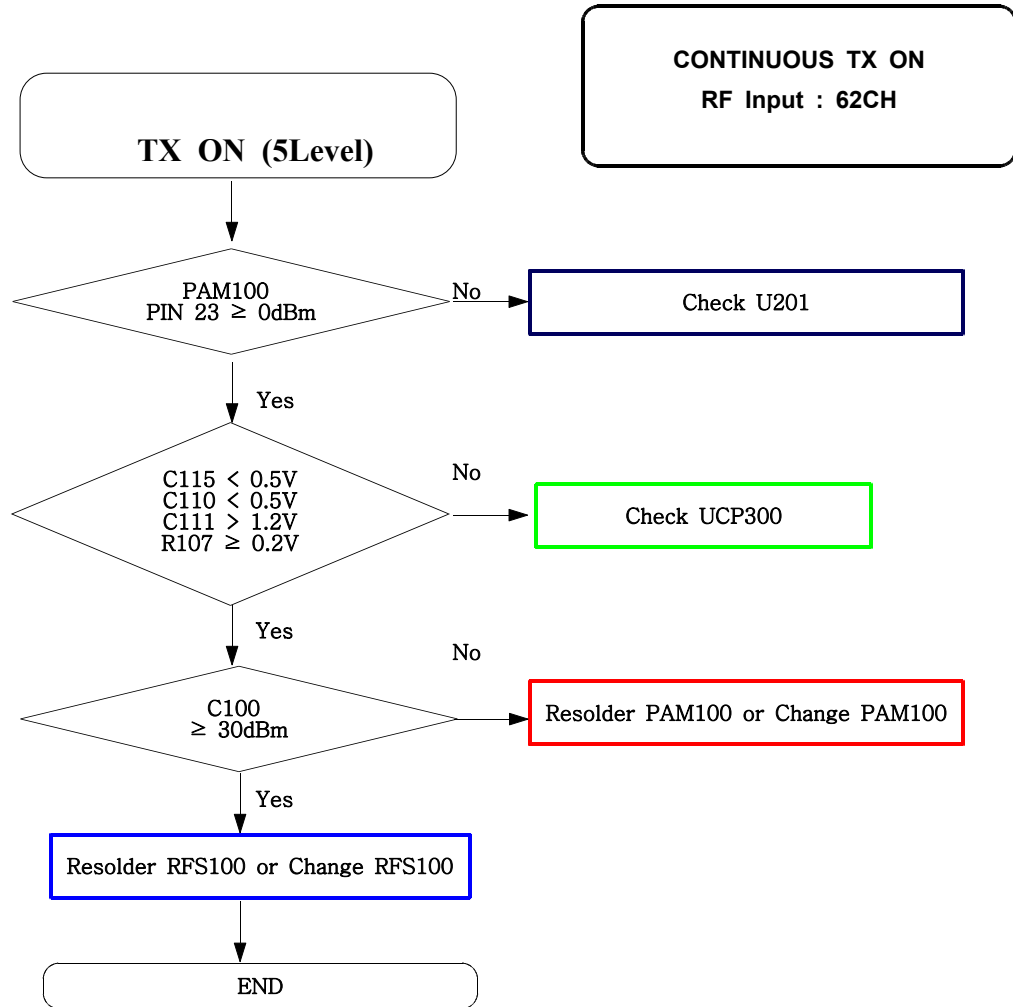 CONTINUOUS TX ON
RF Input : 62CH
TX ON (5Level)
PAM100
PIN 23 ≥ 0dBm
No
Check U201
Yes
C115 < 0.5V
C110 < 0.5V
C111 > 1.2V
R107 ≥ 0.2V
No
Check UCP300
Yes
C100
≥ 30dBm
No
Resolder PAM100 or Change PAM100
Yes
Resolder RFS100 or Change RFS100
END